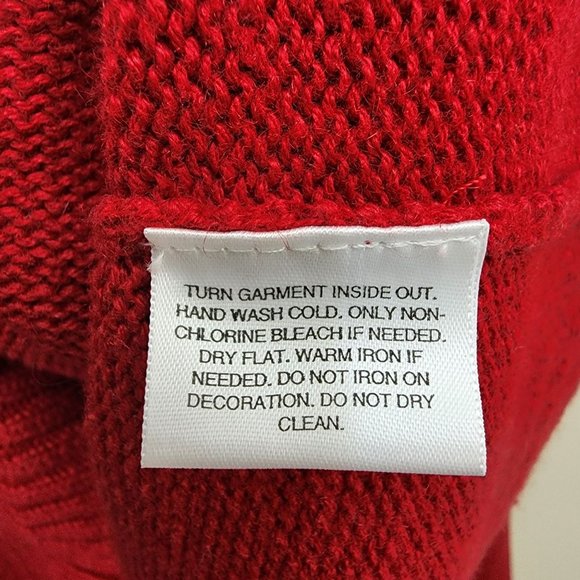 TURN GARMENT INSIDE OUT.
HAND WASH COLD. ONLY NON-
CHLORINE BLEACH IF NEEDED.
DRY FLAT. WARM IRON IF
NEEDED. DO NOT IRON ON
DECORATION. DO NOT DRY
CLEAN.